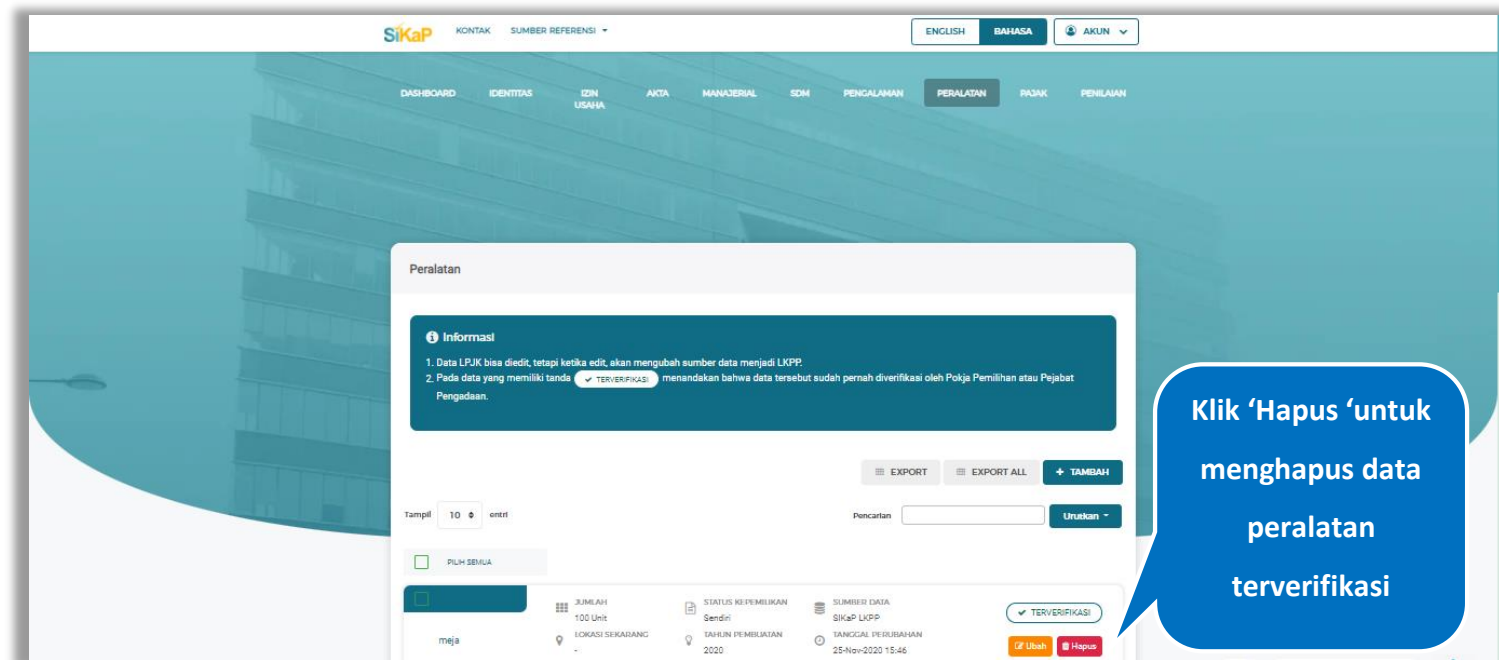 SiKaP KONTAK SUMBER REFERENSI ENGLISH BAHASA AKUN
DASHBOARD IDENTITAS IZIN USAHA AKTA MANAJERIAL SDM PENGALAMAN PERALATAN PAJAK PENILAIAN
Peralatan
Informasi
1. Data LPJK bisa diedit, tetapi ketika edit, akan mengubah sumber data menjadi LKPP.
2. Pada data yang memiliki tanda TERVERIFIKASI menandakan bahwa data tersebut sudah pernah diverifikasi oleh Pokja Pemilihan atau Pejabat
Pengadaan.
EXPORT EXPORT ALL + TAMBAH
Tampil 10 entri Pencarian Urutkan
PILIH SEMUA
JUMLAH STATUS KEPEMILIKAN SUMBER DATA
100 Unit Sendiri SIKaP LKPP
TERVERIFIKASI
meja LOKASI SEKARANG TAHUN PEMBUATAN TANGGAL PERUBAHAN
- 2020 25-Nov-2020 15:46
Ubah Hapus
Klik ‘Hapus ‘untuk
menghapus data
peralatan
terverifikasi